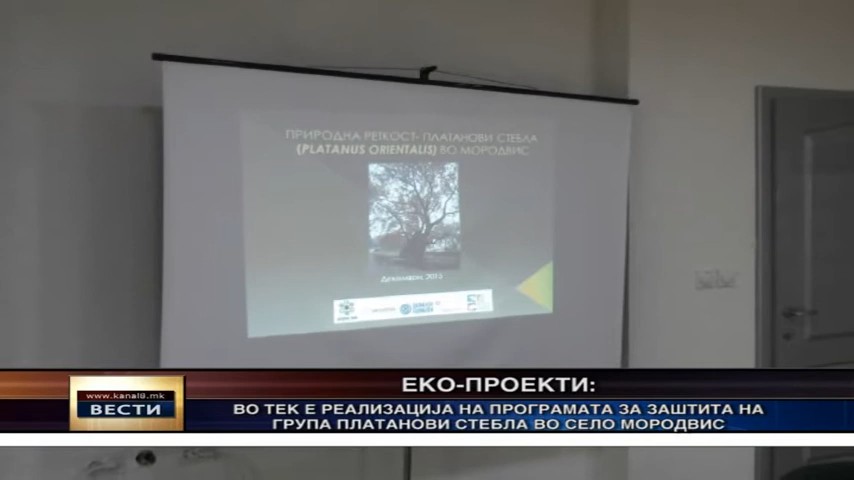 ПРИРОДНА РЕТКОСТ- ПЛАТАНОВИ СТЕБЛА
(PLATANUS ORIENTALIS) ВО МОРОДВИС
ЕКО-ПРОЕКТИ:
www.kanal8.mk
ВЕСТИ
ВО ТЕК Е РЕАЛИЗАЦИЈА НА ПРОГРАМАТА ЗА ЗАШТИТА НА
ГРУПА ПЛАТАНОВИ СТЕБЛА ВО СЕЛО МОРОДВИС